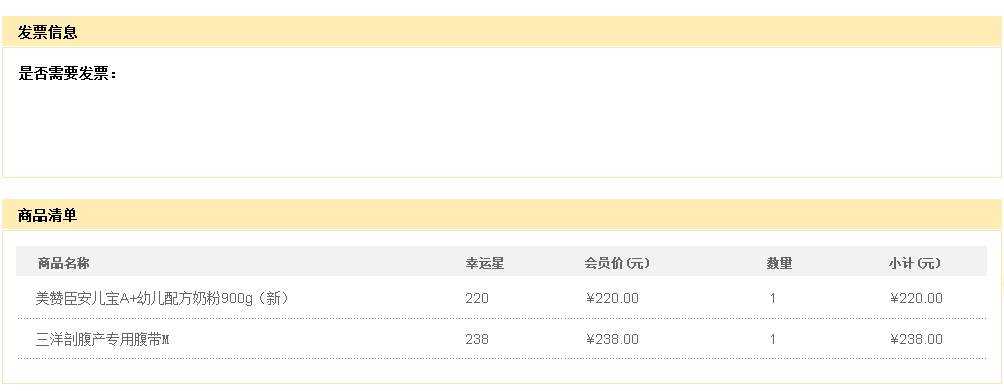 发票信息
是否需要发票：
商品清单
商品名称 幸运星 会员价(元) 数量 小计(元)
美赞臣安儿宝A+幼儿配方奶粉900g（新） 220 ¥220.00 1 ¥220.00
三洋剖腹产专用腹带M 238 ¥238.00 1 ¥238.00